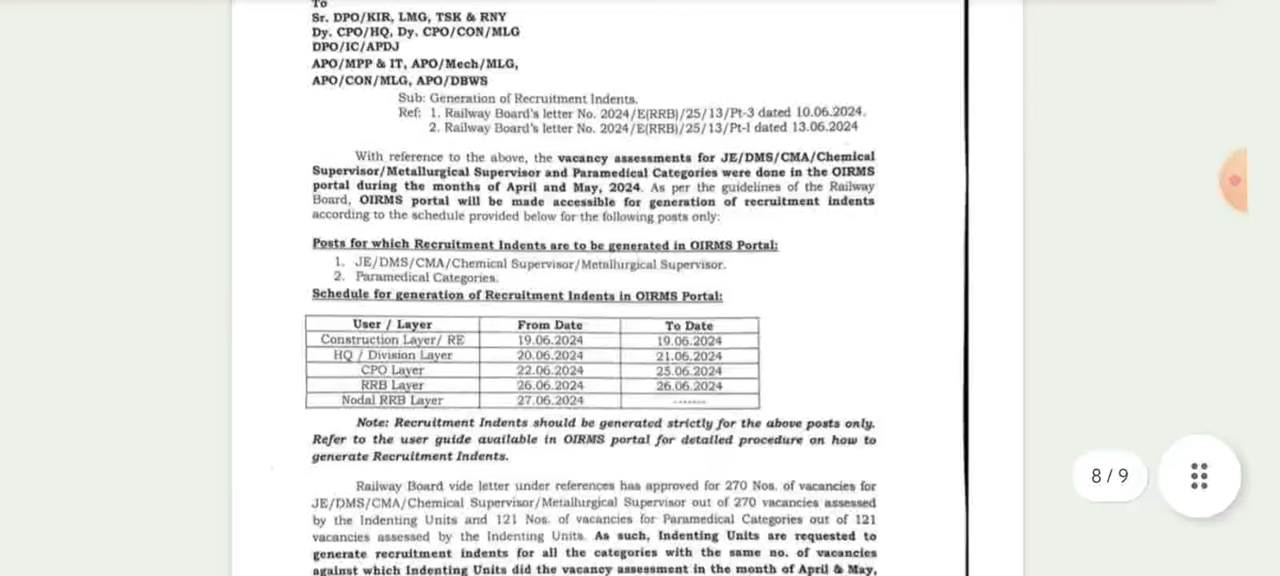 To
Sr. DPO/KIR, LMG, TSK & RNY
Dy. CPO/HQ, Dy. CPO/CON/MLG
DPO/IC/APDJ
APO/MPP & IT, APO/Mech/MLG,
APO/CON/MLG, APO/DBWS
Sub: Generation of Recruitment Indents.
Ref: 1. Railway Board's letter No. 2024/E(RRB)/25/13/Pt-3 dated 10.06.2024.
2. Railway Board's letter No. 2024/E(RRB)/25/13/Pt-I dated 13.06.2024
With reference to the above, the vacancy assessments for JE/DMS/CMA/Chemical
Supervisor/Metallurgical Supervisor and Paramedical Categories were done in the OIRMS
portal during the months of April and May, 2024. As per the guidelines of the Railway
Board, OIRMS portal will be made accessible for generation of recruitment indents
according to the schedule provided below for the following posts only:
Posts for which Recruitment Indents are to be generated in OIRMS Portal:
1. JE/DMS/CMA/Chemical Supervisor/Metallurgical Supervisor.
2. Paramedical Categories.
Schedule for generation of Recruitment Indents in OIRMS Portal:
User / Layer From Date To Date
Construction Layer/ RE 19.06.2024 19.06.2024
HQ / Division Layer 20.06.2024 21.06.2024
CPO Layer 22.06.2024 25.06.2024
RRB Layer 26.06.2024 26.06.2024
Nodal RRB Layer 27.06.2024 -------
Note: Recruitment Indents should be generated strictly for the above posts only.
Refer to the user guide available in OIRMS portal for detailed procedure on how to
generate Recruitment Indents.
Railway Board vide letter under references has approved for 270 Nos. of vacancies for
JE/DMS/CMA/Chemical Supervisor/Metallurgical Supervisor out of 270 vacancies assessed
by the Indenting Units and 121 Nos. of vacancies for Paramedical Categories out of 121
vacancies assessed by the Indenting Units. As such, Indenting Units are requested to
generate recruitment indents for all the categories with the same no. of vacancies
against which Indenting Units did the vacancy assessment in the month of April & May,
8 / 9